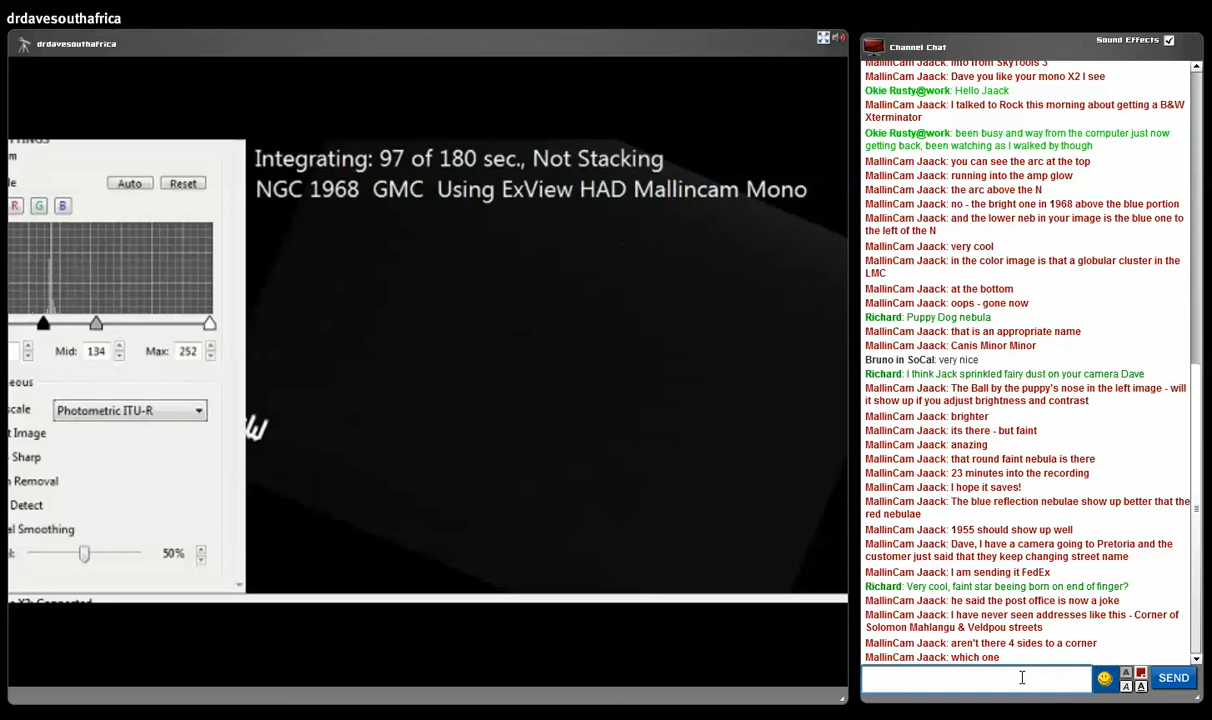 drdavesouthafrica
drdavesouthafrica
Integrating: 97 of 180 sec., Not Stacking
NGC 1968 GMC Using ExView HAD Mallincam Mono
Auto Reset
R G B
Mid: 134 Max: 252
Photometric ITU-R
Image
Sharp
Removal
Detect
Smoothing
50%
Channel Chat
Sound Effects
MallinCam Jaack: info from SkyTools 3
MallinCam Jaack: Dave you like your mono X2 I see
Okie Rusty@work: Hello Jaack
MallinCam Jaack: I talked to Rock this morning about getting a B&W
Xterminator
Okie Rusty@work: been busy and way from the computer just now
getting back, been watching as I walked by though
MallinCam Jaack: you can see the arc at the top
MallinCam Jaack: running into the amp glow
MallinCam Jaack: the arc above the N
MallinCam Jaack: no - the bright one in 1968 above the blue portion
MallinCam Jaack: and the lower neb in your image is the blue one to
the left of the N
MallinCam Jaack: very cool
MallinCam Jaack: in the color image is that a globular cluster in the
LMC
MallinCam Jaack: at the bottom
MallinCam Jaack: oops - gone now
Richard: Puppy Dog nebula
MallinCam Jaack: that is an appropriate name
MallinCam Jaack: Canis Minor Minor
Bruno in SoCal: very nice
Richard: I think Jack sprinkled fairy dust on your camera Dave
MallinCam Jaack: The Ball by the puppy's nose in the left image - will
it show up if you adjust brightness and contrast
MallinCam Jaack: brighter
MallinCam Jaack: its there - but faint
MallinCam Jaack: anazing
MallinCam Jaack: that round faint nebula is there
MallinCam Jaack: 23 minutes into the recording
MallinCam Jaack: I hope it saves!
MallinCam Jaack: The blue reflection nebulae show up better that the
red nebulae
MallinCam Jaack: 1955 should show up well
MallinCam Jaack: Dave, I have a camera going to Pretoria and the
customer just said that they keep changing street name
MallinCam Jaack: I am sending it FedEx
Richard: Very cool, faint star beeing born on end of finger?
MallinCam Jaack: he said the post office is now a joke
MallinCam Jaack: I have never seen addresses like this - Corner of
Solomon Mahlangu & Veldpou streets
MallinCam Jaack: aren't there 4 sides to a corner
MallinCam Jaack: which one
A
A A
SEND